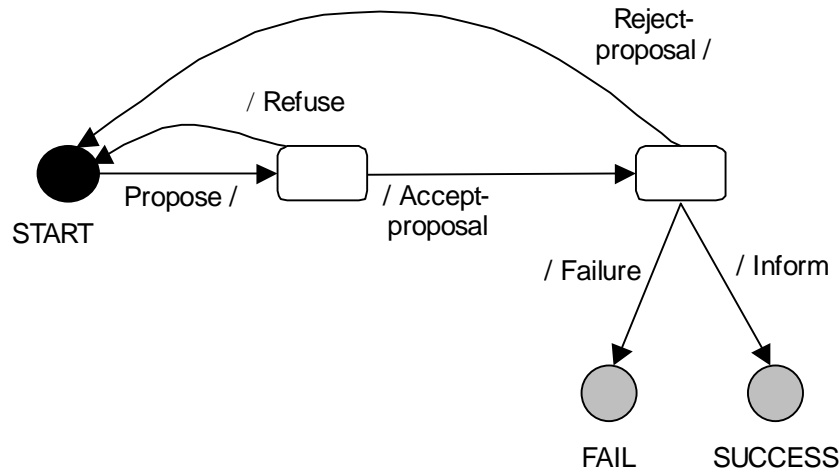 Reject-
proposal /
/ Refuse
Propose /
/ Accept-
proposal
START
/ Failure
/ Inform
FAIL
SUCCESS